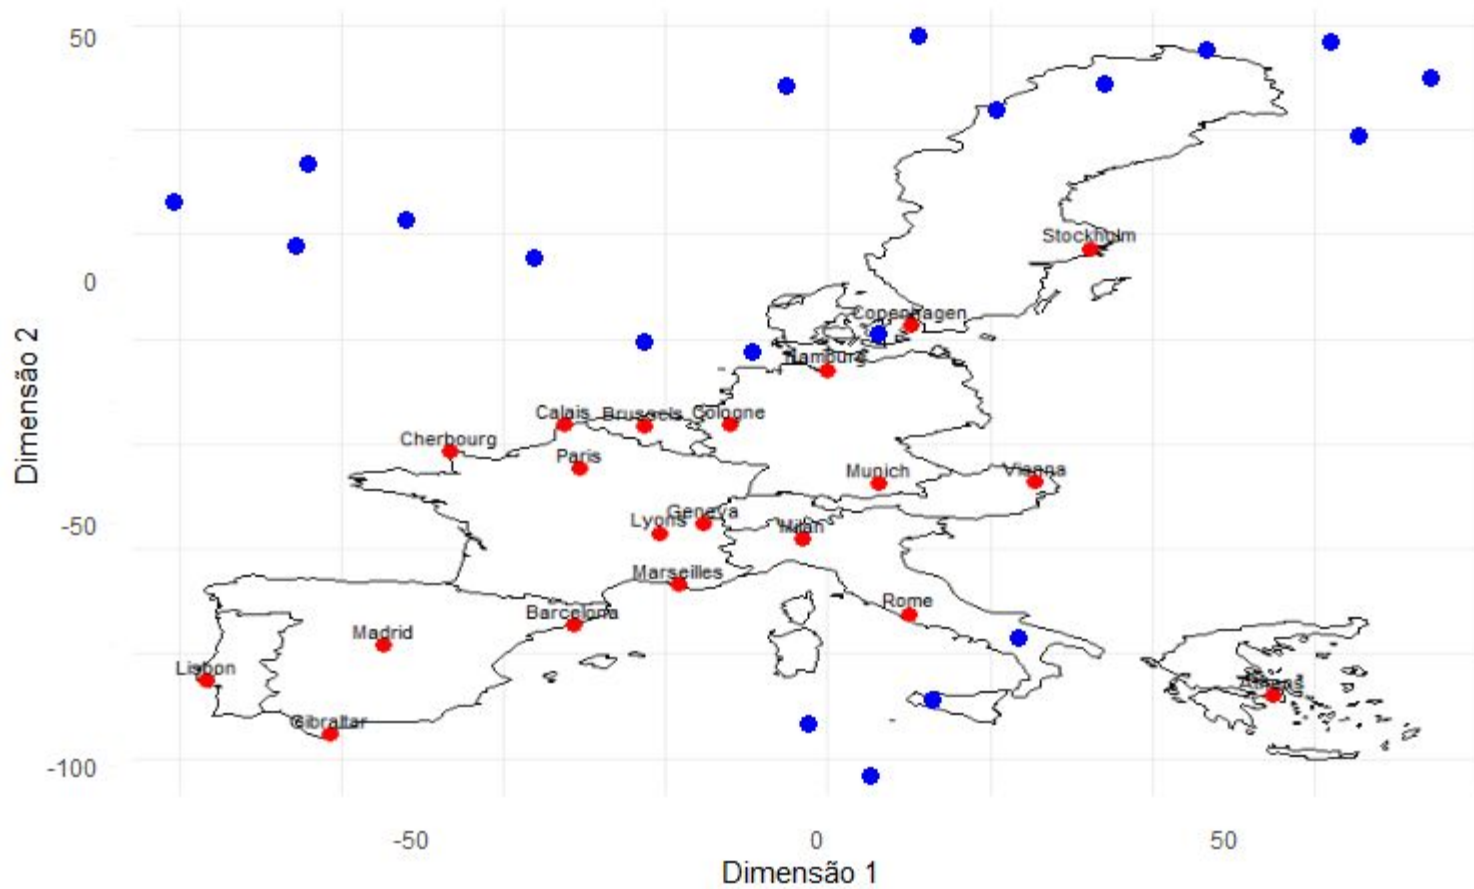 50
Stockholm
0
Copenhagen
Hamburg
Calais Brussels Cologne
Cherbourg
Paris
Munich
Vienna
Geneva
Lyons
Milan
-50
Marseilles
Rome
Barcelona
Madrid
Lisbon
Athens
Gibraltar
-100
-50 0 50
Dimensão 1
Dimensão 2